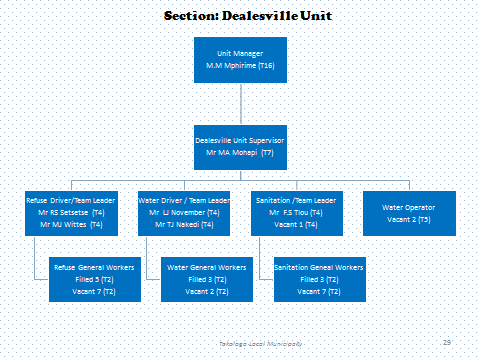 Section: Dealesville Unit
Unit Manager
M.M Mphirime (T16)
Dealesville Unit Supervisor
Mr MA Mohapi (T7)
Refuse Driver/Team Leader
Mr RS Setsetse (T4)
Mr MJ Wittes (T4)
Water Driver / Team Leader
Mr LJ November (T4)
Mr TJ Nakedi (T4)
Sanitation /Team Leader
Mr F.S Tlou (T4)
Vacant 1 (T4)
Water Operator
Vacant 2 (T5)
Refuse General Workers
Filled 5 (T2)
Vacant 7 (T2)
Water General Workers
Filled 3 (T2)
Vacant 2 (T2)
Sanitation Geneal Workers
Filled 3 (T2)
Vacant 7 (T2)
Tokologo Local Municipality
29